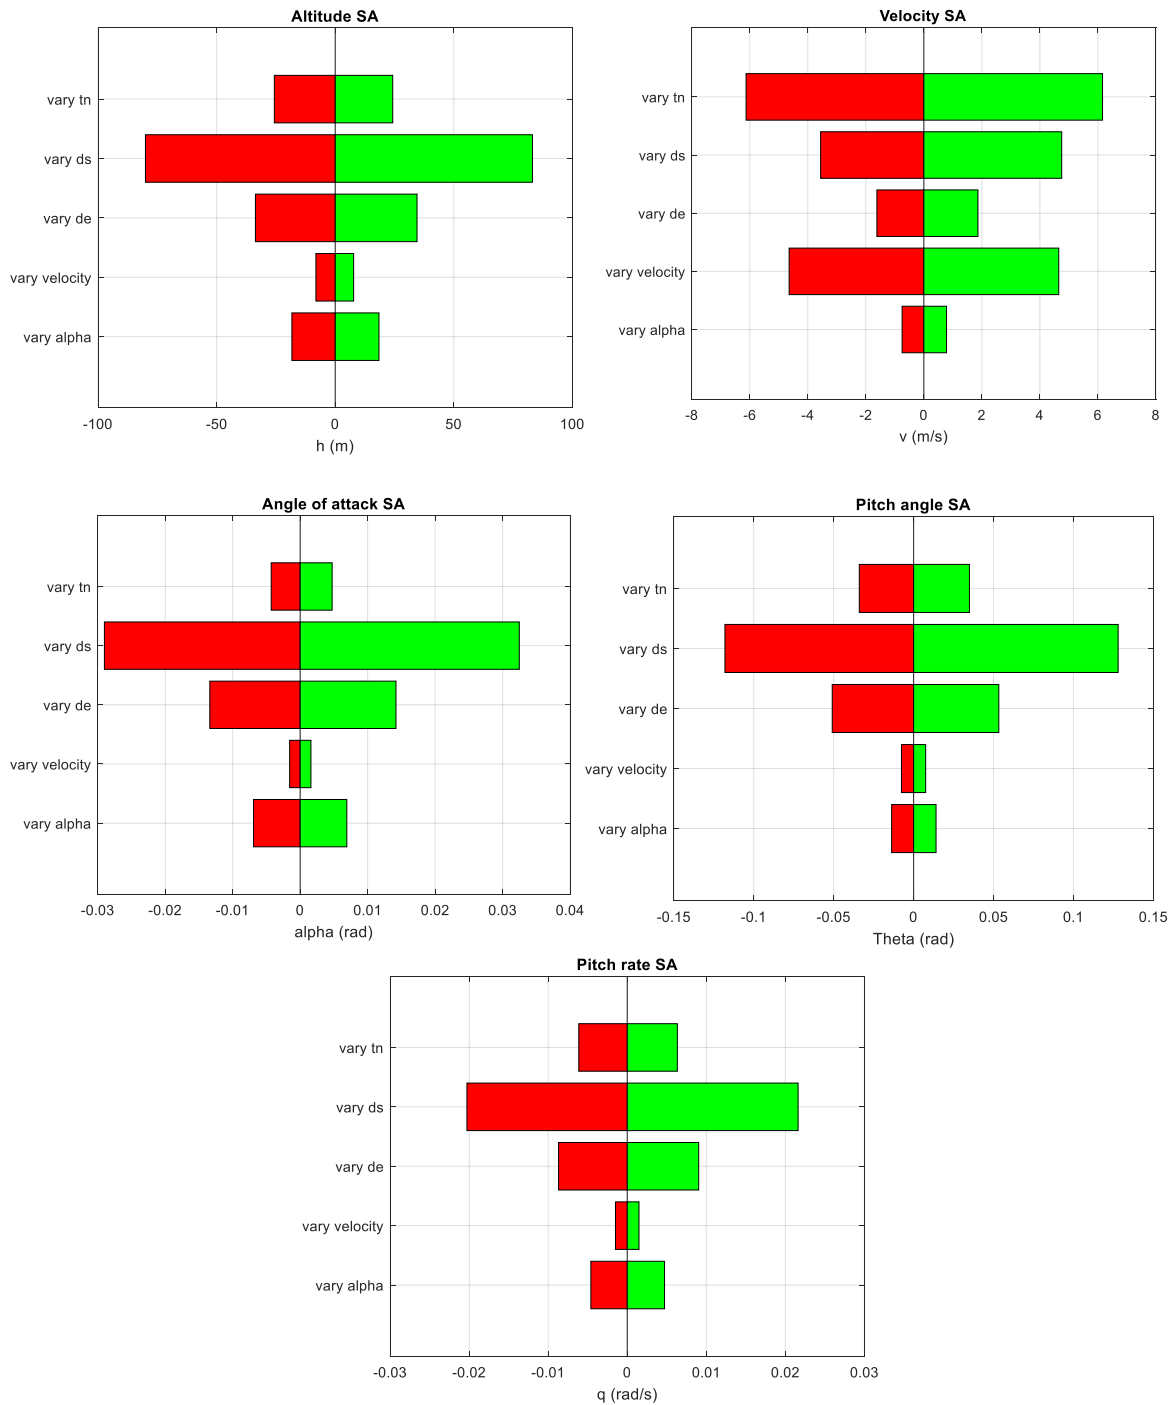 Altitude SA
vary tn
vary ds
vary de
vary velocity
vary alpha
-100 -50 0 50 100
h (m)
Velocity SA
vary tn
vary ds
vary de
vary velocity
vary alpha
-8 -6 -4 -2 0 2 4 6 8
v (m/s)
Angle of attack SA
vary tn
vary ds
vary de
vary velocity
vary alpha
-0.03 -0.02 -0.01 0 0.01 0.02 0.03 0.04
alpha (rad)
Pitch angle SA
vary tn
vary ds
vary de
vary velocity
vary alpha
-0.15 -0.1 -0.05 0 0.05 0.1 0.15
Theta (rad)
Pitch rate SA
vary tn
vary ds
vary de
vary velocity
vary alpha
-0.03 -0.02 -0.01 0 0.01 0.02 0.03
q (rad/s)